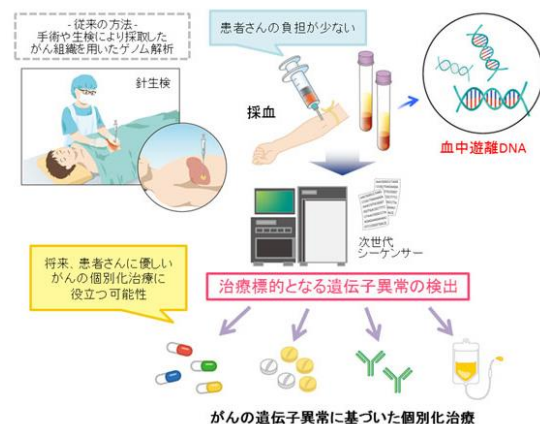 - 従来の方法 -
手術や生検により採取した
がん組織を用いたゲノム解析
針生検
患者さんの負担が少ない
採血
血中遊離DNA
次世代
シーケンサー
将来、患者さんに優しい
がんの個別化治療に
役立つ可能性
治療標的となる遺伝子異常の検出
がんの遺伝子異常に基づいた個別化治療